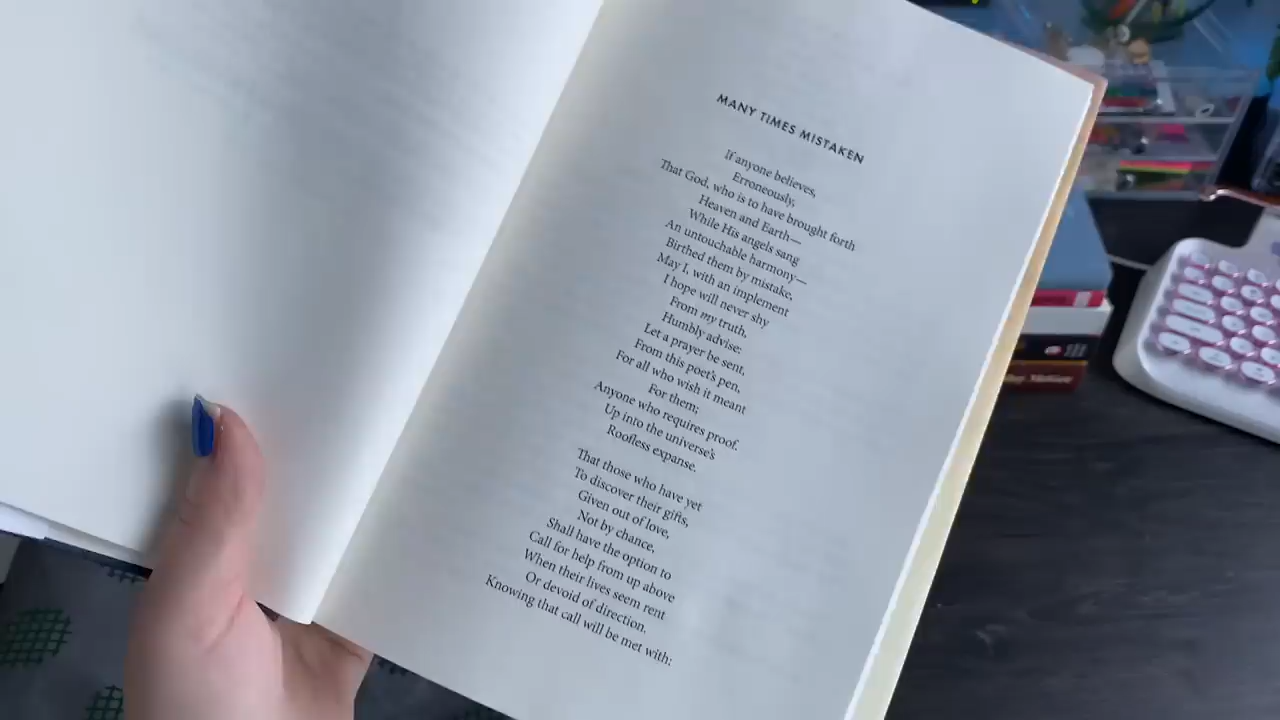 MANY TIMES MISTAKEN
If anyone believes,
Erroneously,
That God, who is to have brought forth
Heaven and Earth—
While His angels sang
An untouchable harmony—
Birthed them by mistake,
May I, with an implement
I hope will never shy
From my truth,
Humbly advise:
Let a prayer be sent,
From this poet's pen,
For all who wish it meant
For them;
Anyone who requires proof.
Up into the universe's
Roofless expanse.
That those who have yet
To discover their gifts,
Given out of love,
Not by chance,
Shall have the option to
Call for help from up above
When their lives seem rent
Or devoid of direction.
Knowing that call will be met with: